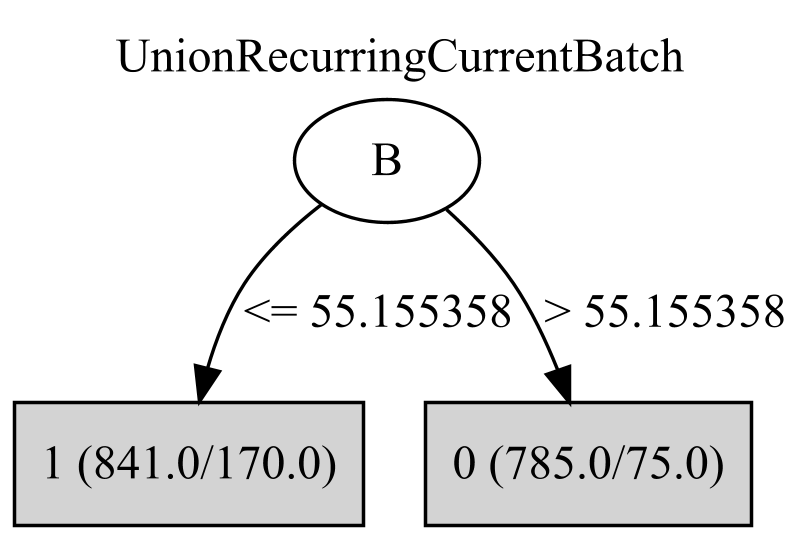 UnionRecurringCurrentBatch
B
<= 55.155358
> 55.155358
1 (841.0/170.0)
0 (785.0/75.0)